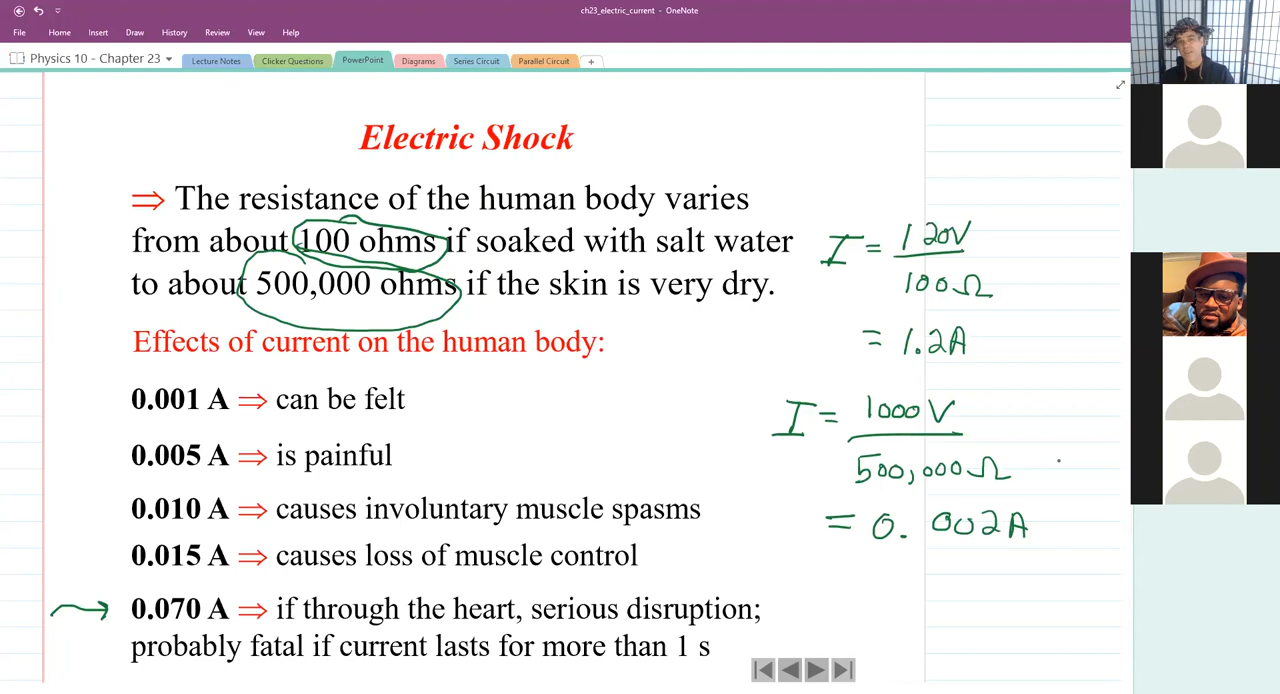 ch23_electric_current - OneNote
File Home Insert Draw History Review View Help
Physics 10 - Chapter 23
Lecture Notes Clicker Questions PowerPoint Diagrams Series Circuit Parallel Circuit +
Electric Shock
⇒ The resistance of the human body varies
from about 100 ohms if soaked with salt water
to about 500,000 ohms if the skin is very dry.
Effects of current on the human body:
0.001 A ⇒ can be felt
0.005 A ⇒ is painful
0.010 A ⇒ causes involuntary muscle spasms
0.015 A ⇒ causes loss of muscle control
0.070 A ⇒ if through the heart, serious disruption;
probably fatal if current lasts for more than 1 s
I = 120V
100Ω
= 1.2A
I = 1000 V
500,000 Ω
= 0.002A